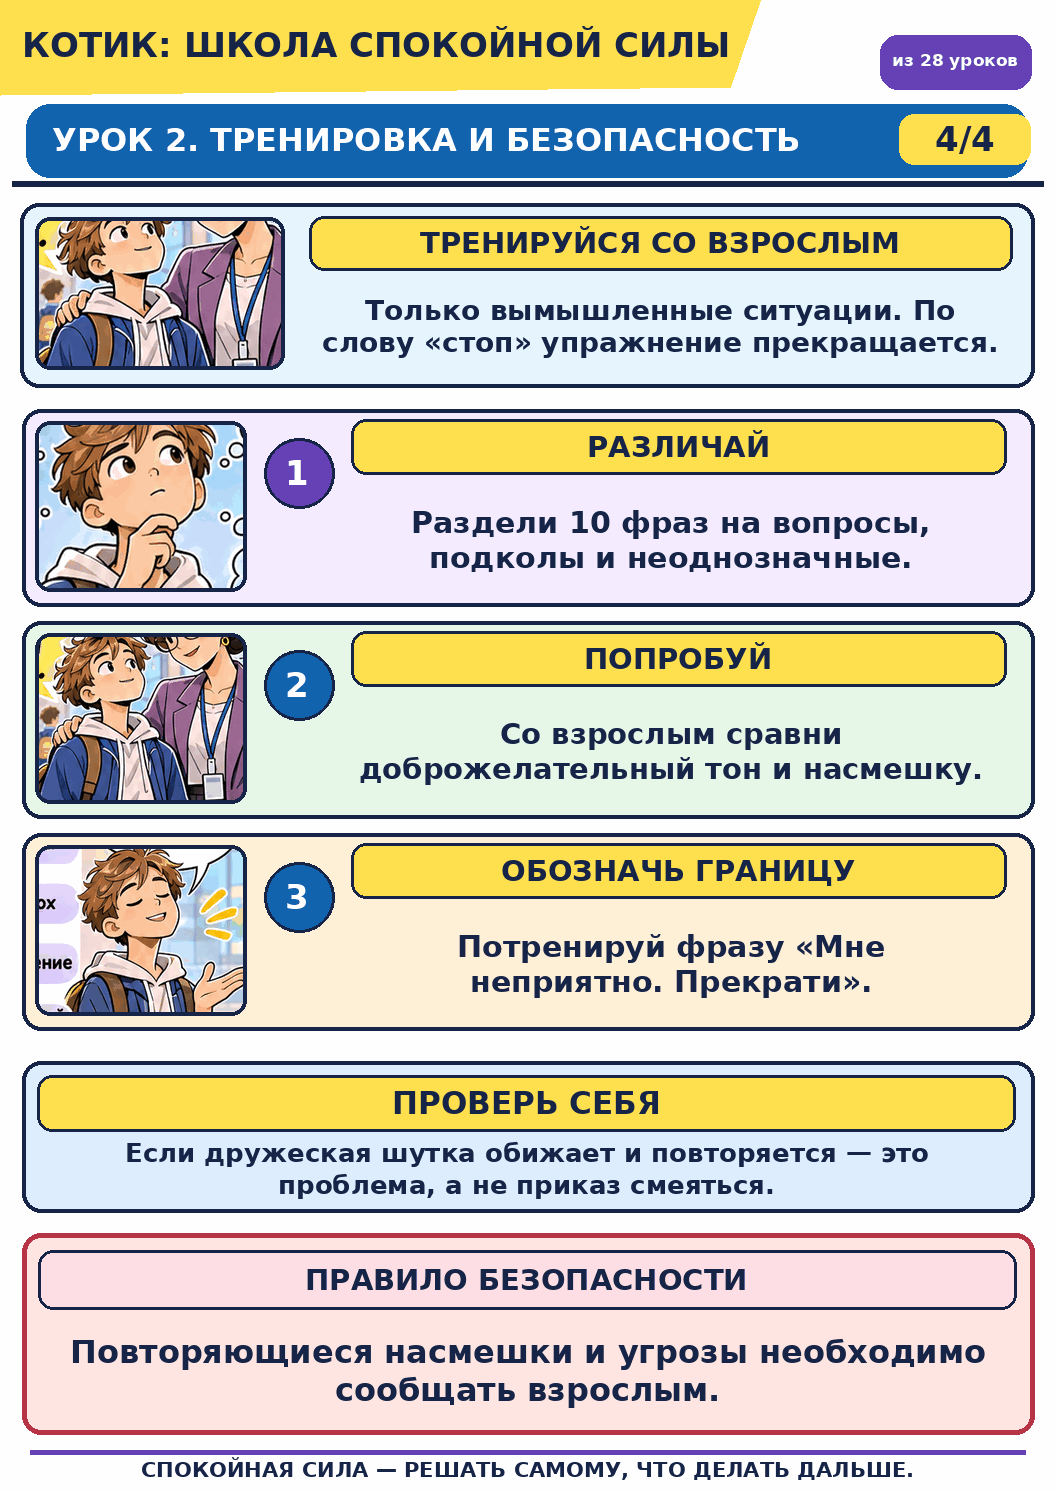 КОТИК: ШКОЛА СПОКОЙНОЙ СИЛЫ
из 28 уроков
УРОК 2. ТРЕНИРОВКА И БЕЗОПАСНОСТЬ
4/4
ТРЕНИРУЙСЯ СО ВЗРОСЛЫМ
Только вымышленные ситуации. По
слову «стоп» упражнение прекращается.
1
РАЗЛИЧАЙ
Раздели 10 фраз на вопросы,
подколы и неоднозначные.
2
ПОПРОБУЙ
Со взрослым сравни
доброжелательный тон и насмешку.
3
ОБОЗНАЧЬ ГРАНИЦУ
Потренируй фразу «Мне
неприятно. Прекрати».
ПРОВЕРЬ СЕБЯ
Если дружеская шутка обижает и повторяется — это
проблема, а не приказ смеяться.
ПРАВИЛО БЕЗОПАСНОСТИ
Повторяющиеся насмешки и угрозы необходимо
сообщать взрослым.
СПОКОЙНАЯ СИЛА — РЕШАТЬ САМОМУ, ЧТО ДЕЛАТЬ ДАЛЬШЕ.